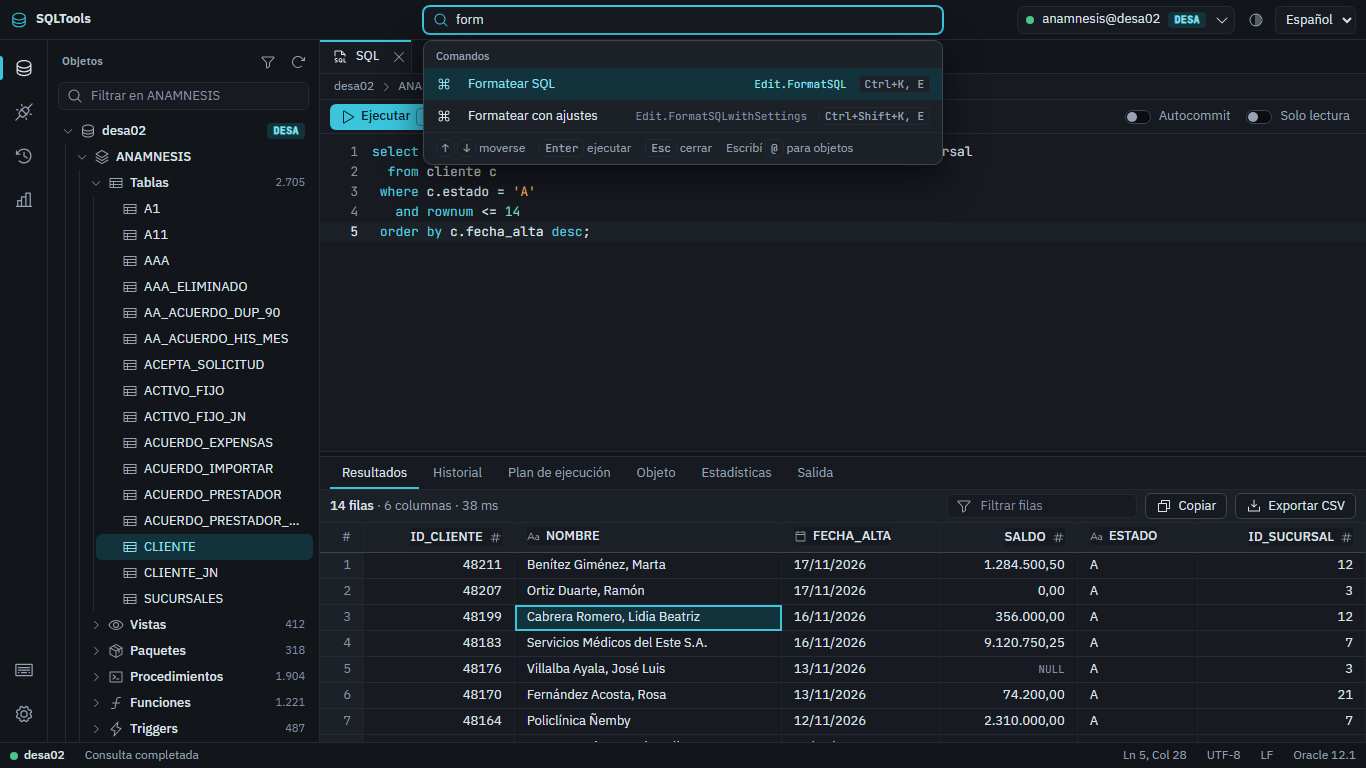 SQLTools
form
anamnesis@desa02 DESA
Español
Objetos
Filtrar en ANAMNESIS
desa02 DESA
ANAMNESIS
Tablas 2.705
A1
A11
AAA
AAA_ELIMINADO
AA_ACUERDO_DUP_90
AA_ACUERDO_HIS_MES
ACEPTA_SOLICITUD
ACTIVO_FIJO
ACTIVO_FIJO_JN
ACUERDO_EXPENSAS
ACUERDO_IMPORTAR
ACUERDO_PRESTADOR
ACUERDO_PRESTADOR_...
CLIENTE
CLIENTE_JN
SUCURSALES
Vistas 412
Paquetes 318
Procedimientos 1.904
Funciones 1.221
Triggers 487
SQL
desa02 > ANA
Ejecutar
Autocommit Solo lectura
Comandos
Formatear SQL Edit.FormatSQL Ctrl+K, E
Formatear con ajustes Edit.FormatSQLwithSettings Ctrl+Shift+K, E
↑ ↓ moverse Enter ejecutar Esc cerrar Escribí @ para objetos
1 select rsal
2 from cliente c
3 where c.estado = 'A'
4 and rownum <= 14
5 order by c.fecha_alta desc;
Resultados Historial Plan de ejecución Objeto Estadísticas Salida
14 filas · 6 columnas · 38 ms
Filtrar filas
Copiar
Exportar CSV
# ID_CLIENTE # Aa NOMBRE FECHA_ALTA SALDO # Aa ESTADO ID_SUCURSAL #
1 48211 Benítez Giménez, Marta 17/11/2026 1.284.500,50 A 12
2 48207 Ortiz Duarte, Ramón 17/11/2026 0,00 A 3
3 48199 Cabrera Romero, Lidia Beatriz 16/11/2026 356.000,00 A 12
4 48183 Servicios Médicos del Este S.A. 16/11/2026 9.120.750,25 A 7
5 48176 Villalba Ayala, José Luis 13/11/2026 NULL A 3
6 48170 Fernández Acosta, Rosa 13/11/2026 74.200,00 A 21
7 48164 Policlínica Ñemby 12/11/2026 2.310.000,00 A 7
desa02 Consulta completada
Ln 5, Col 28 UTF-8 LF Oracle 12.1